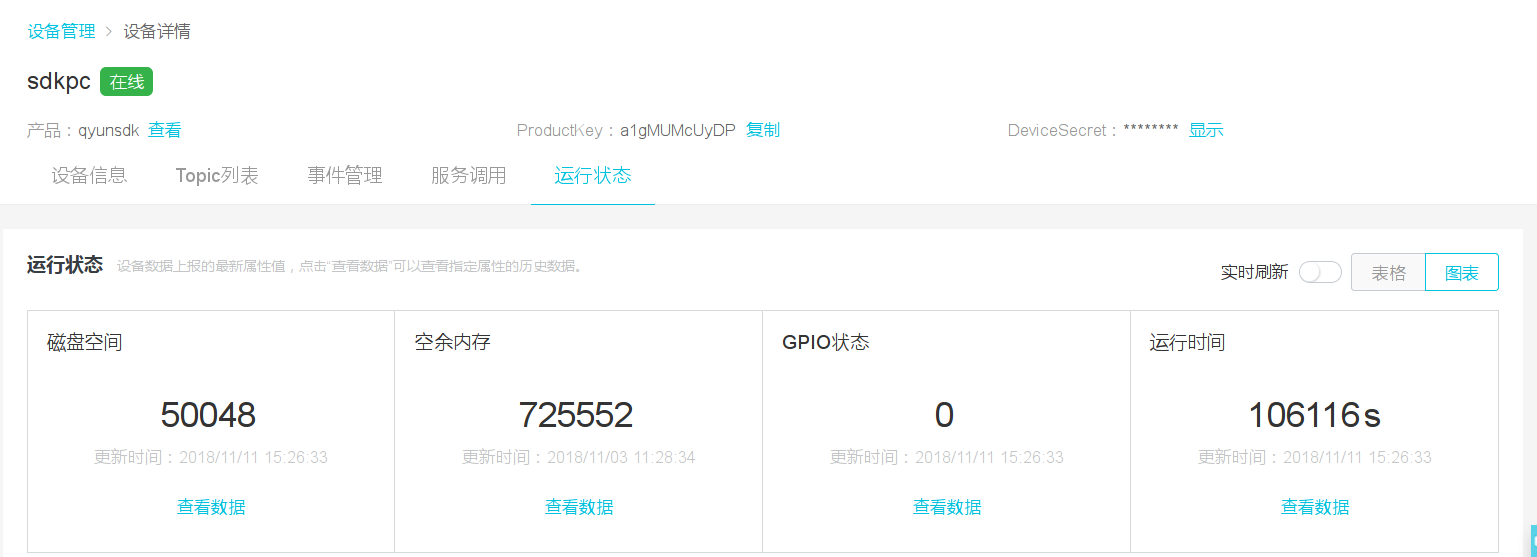 设备管理 > 设备详情
sdkpc 在线
产品：qyunsdk 查看 ProductKey：a1gMUMcUyDP 复制 DeviceSecret：******** 显示
设备信息 Topic列表 事件管理 服务调用 运行状态
运行状态 设备数据上报的最新属性值，点击“查看数据”可以查看指定属性的历史数据。 实时刷新 表格 图表
磁盘空间 空余内存 GPIO状态 运行时间
50048 725552 0 106116 s
更新时间：2018/11/11 15:26:33 更新时间：2018/11/03 11:28:34 更新时间：2018/11/11 15:26:33 更新时间：2018/11/11 15:26:33
查看数据 查看数据 查看数据 查看数据